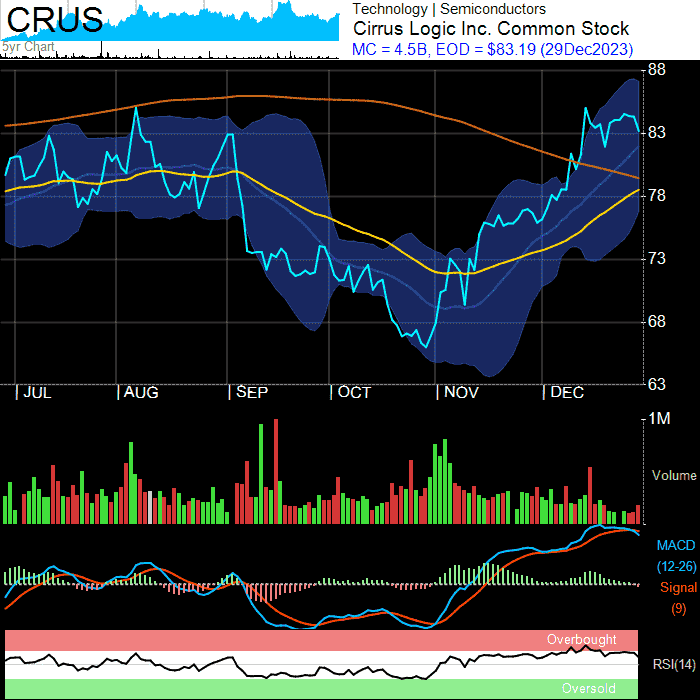 CRUS
5yr Chart
Technology | Semiconductors
Cirrus Logic Inc. Common Stock
MC = 4.5B, EOD = $83.19 (29Dec2023)
88
83
78
73
68
63
| JUL | AUG | SEP | OCT | NOV | DEC
1M
Volume
MACD
(12-26)
Signal
(9)
Overbought
RSI(14)
Oversold